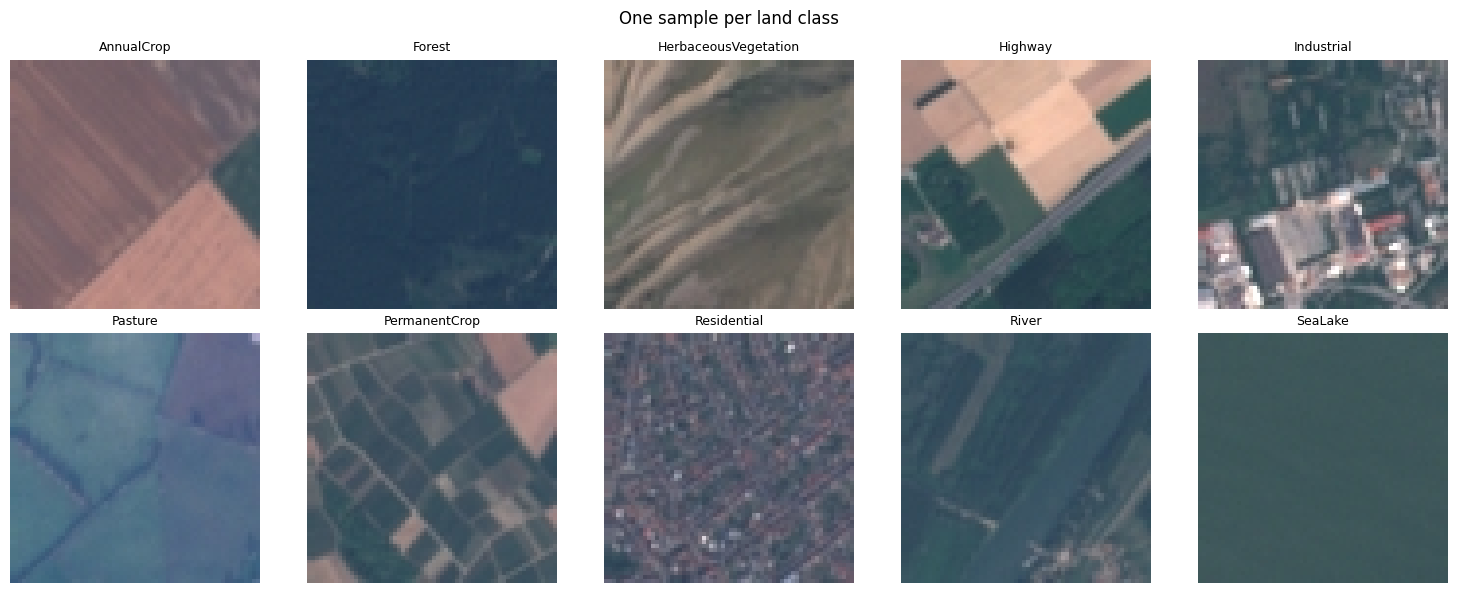 One sample per land class
AnnualCrop
Forest
HerbaceousVegetation
Highway
Industrial
Pasture
PermanentCrop
Residential
River
SeaLake